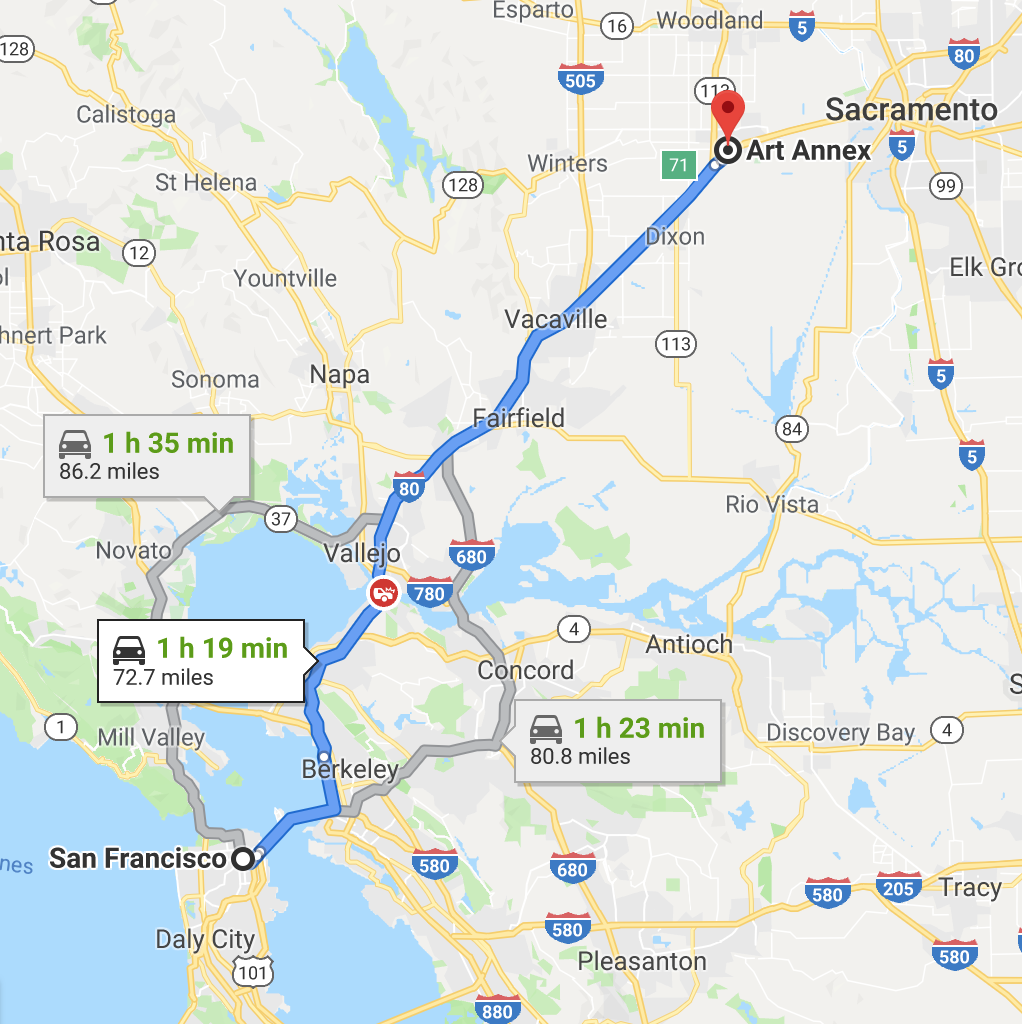 Esparto
16
Woodland
5
128
80
505
113
Calistoga
Sacramento
5
Art Annex
71
Winters
St Helena
128
99
Dixon
nta Rosa
12
Elk Gro
Yountville
Vacaville
hnert Park
113
5
Napa
Sonoma
Fairfield
84
1 h 35 min
86.2 miles
5
80
Rio Vista
37
Novato
Vallejo
680
780
4
1 h 19 min
72.7 miles
Antioch
Concord
S
1
Mill Valley
1 h 23 min
80.8 miles
Discovery Bay
4
Berkeley
San Francisco
nes
580
680
580
205
Tracy
580
580
Daly City
101
Pleasanton
880